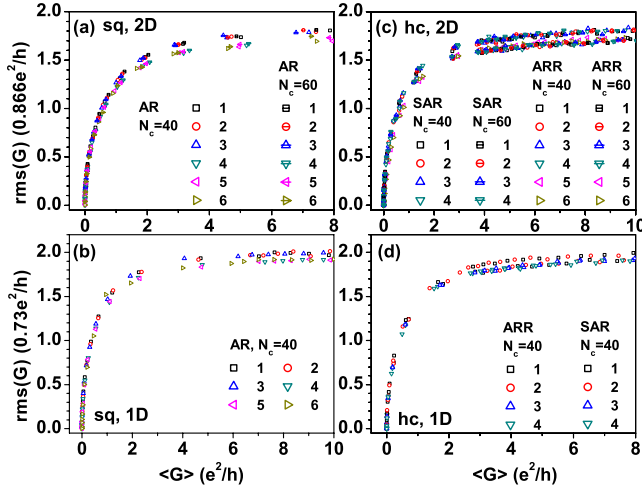 (a) sq, 2D
AR
N_c=40
1
2
3
4
5
6
AR
N_c=60
1
2
3
4
5
6
rms(G) (0.866e²/h)
0.0
0.5
1.0
1.5
2.0
0 2 4 6 8
(c) hc, 2D
SAR
N_c=40
1
2
3
4
SAR
N_c=60
1
2
3
4
ARR
N_c=40
1
2
3
4
5
6
ARR
N_c=60
1
2
3
4
5
6
0 2 4 6 8 10
(b)
AR, N_c=40
1 2
3 4
5 6
sq, 1D
rms(G) (0.73e²/h)
0.0
0.5
1.0
1.5
2.0
0 2 4 6 8 10
<G> (e²/h)
(d)
ARR
N_c=40
1
2
3
4
SAR
N_c=40
1
2
3
4
hc, 1D
0 2 4 6 8
<G> (e²/h)